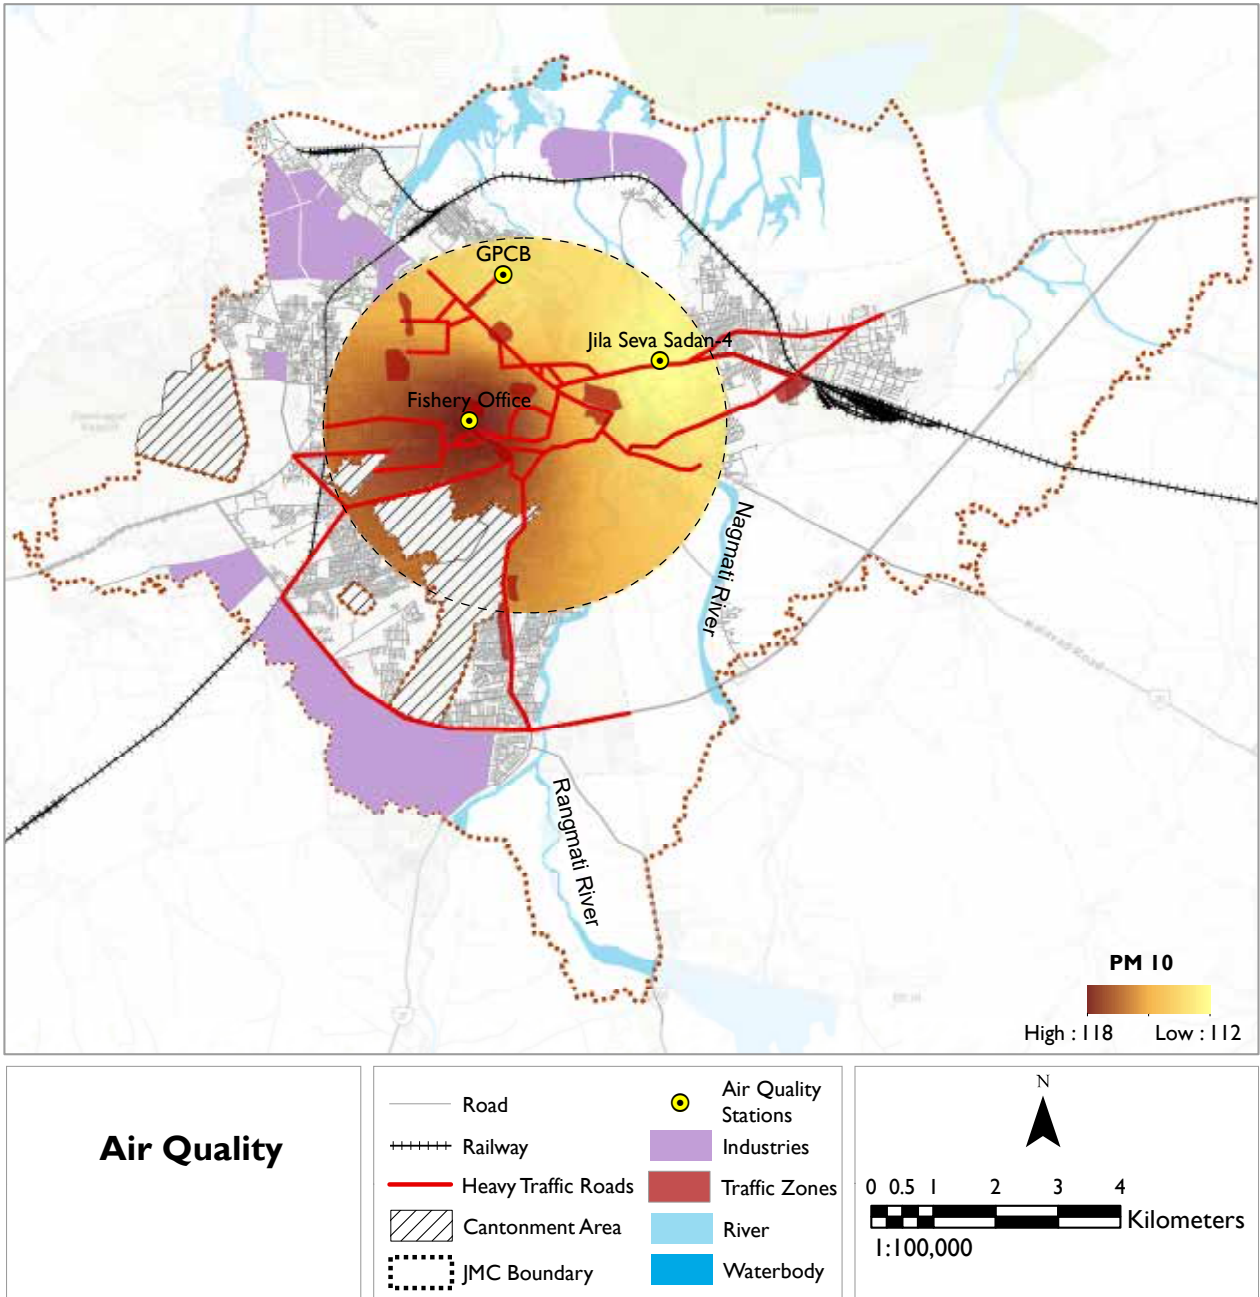 GPCB
Jila Seva Sadan-4
Fishery Office
Nagmati River
Rangmati River
PM 10
High : 118 Low : 112
Air Quality
Road
Railway
Heavy Traffic Roads
Cantonment Area
JMC Boundary
Air Quality
Stations
Industries
Traffic Zones
River
Waterbody
N
0 0.5 1 2 3 4
Kilometers
1:100,000